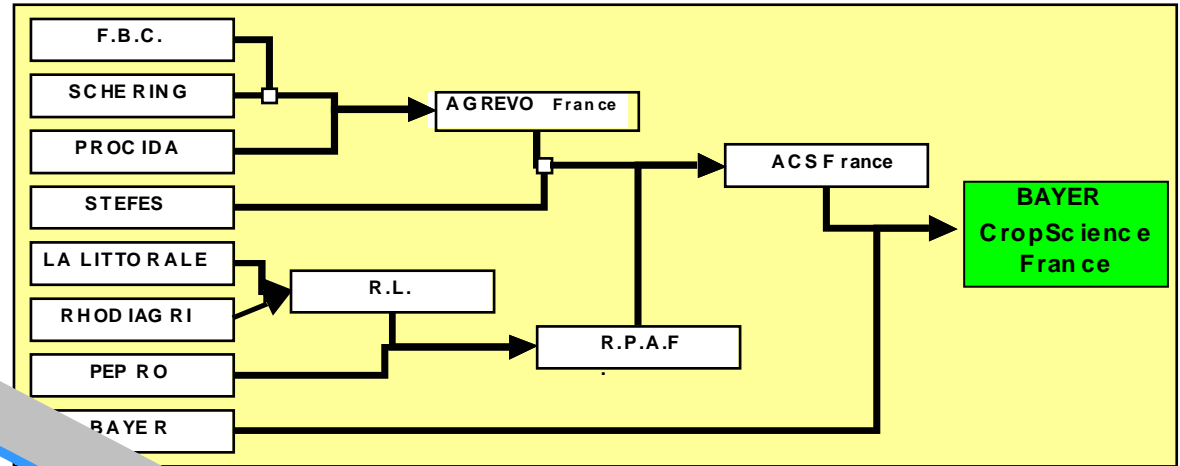 F.B.C.
SCHERING
PROCIDA
STEFES
LA LITTORALE
RHODIAGRI
PEPRO
BAYER
AGREVO France
R.L.
R.P.A.F
.
ACS France
BAYER
CropScience
France